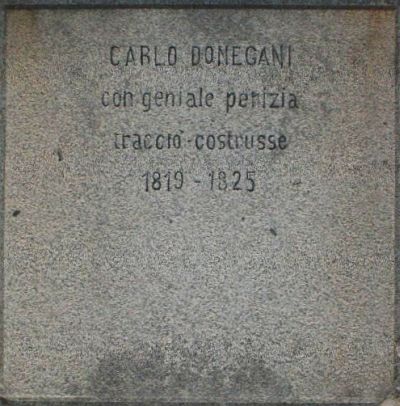 CARLO DONEGANI
con geniale perizia
tracciò-costrusse
1819-1825